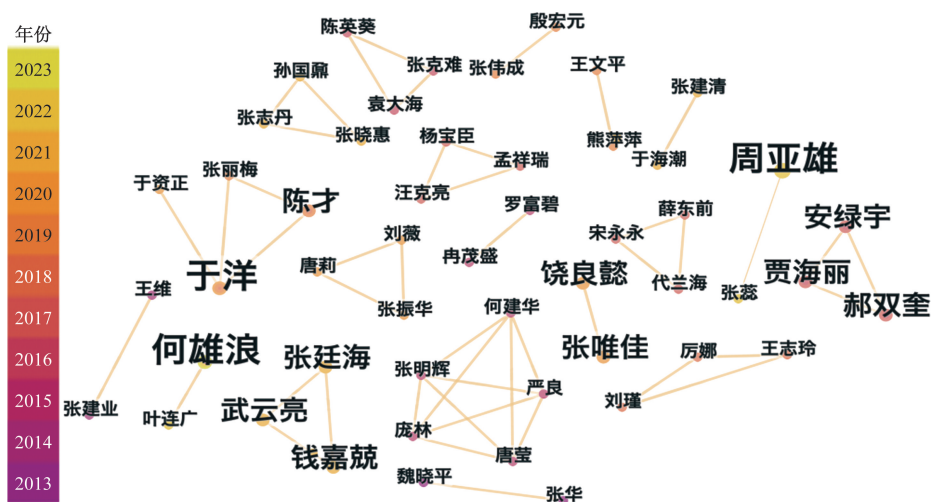 年份
2023
2022
2021
2020
2019
2018
2017
2016
2015
2014
2013
陈英葵
殷宏元
张克难
张伟成
孙国鼐
王文平
张建清
袁大海
张志丹
张晓惠
杨宝臣
熊萍萍
于海潮
孟祥瑞
周亚雄
张丽梅
于资正
陈才
汪克亮
罗富碧
薛东前
安绿宇
刘薇
宋永永
冉茂盛
唐莉
于洋
饶良懿
代兰海
贾海丽
王维
张蕊
张振华
何建华
郝双奎
何雄浪
张廷海
张唯佳
厉娜
王志玲
张明辉
严良
刘瑾
张建业
叶连广
武云亮
庞林
钱嘉兢
唐莹
魏晓平
张华